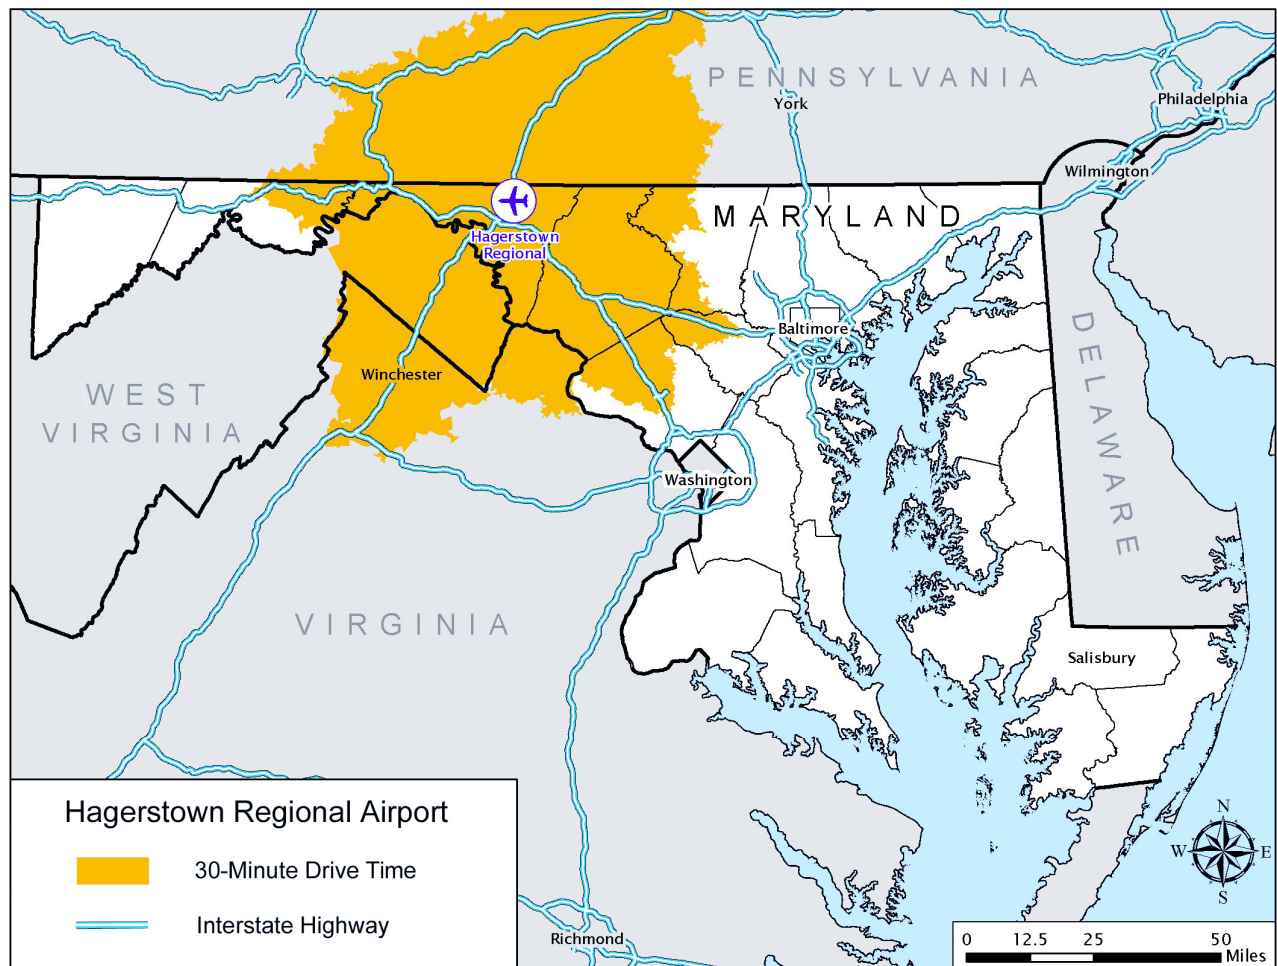 PENNSYLVANIA
York
Philadelphia
Wilmington
MARYLAND
Hagerstown
Regional
Baltimore
DELAWARE
Winchester
WEST
VIRGINIA
Washington
VIRGINIA
Salisbury
Hagerstown Regional Airport
30-Minute Drive Time
Interstate Highway
Richmond
N
W E
S
0 12.5 25 50
Miles